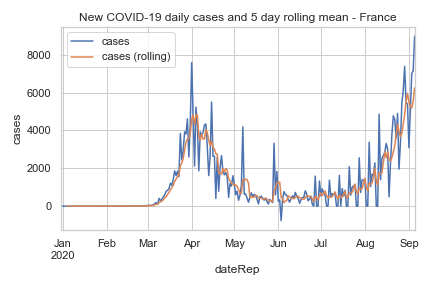 New COVID-19 daily cases and 5 day rolling mean - France
cases
cases (rolling)
8000
6000
4000
2000
0
cases
Jan Feb Mar Apr May Jun Jul Aug Sep
2020
dateRep